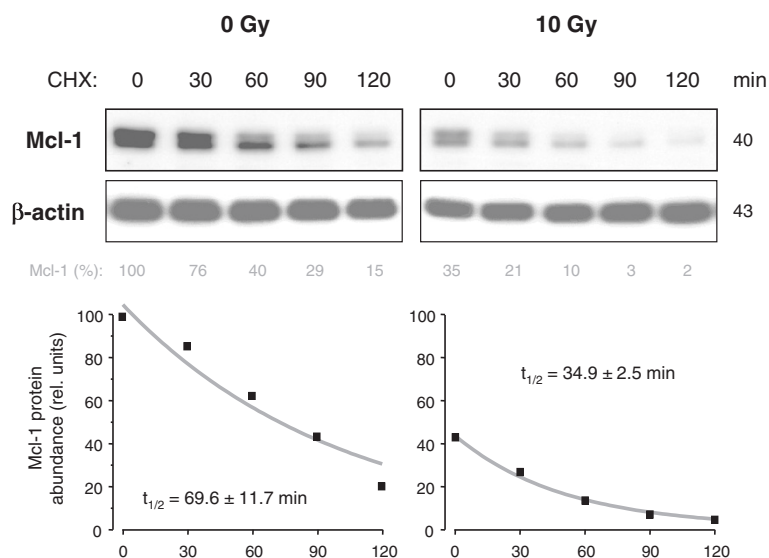 0 Gy 10 Gy
CHX: 0 30 60 90 120 0 30 60 90 120 min
Mcl-1 40
β-actin 43
Mcl-1 (%): 100 76 40 29 15 35 21 10 3 2
Mcl-1 protein
abundance (rel. units)
100
80
60
40
20
0
t1/2 = 69.6 ± 11.7 min
0 30 60 90 120
100
80
60
40
20
0
t1/2 = 34.9 ± 2.5 min
0 30 60 90 120